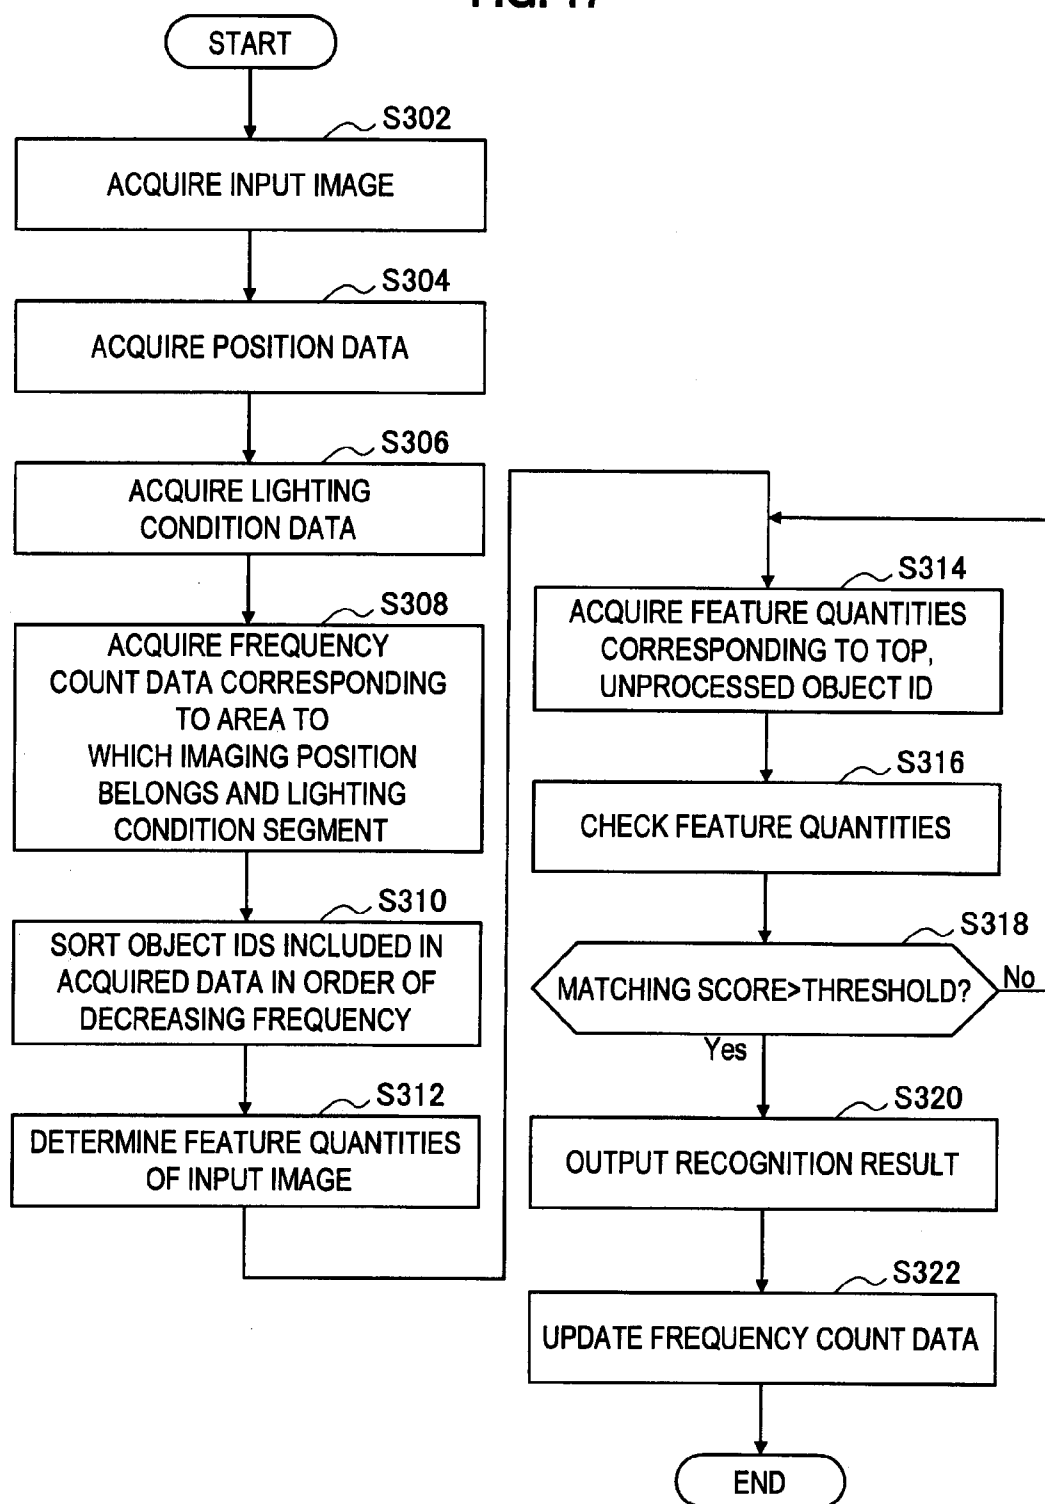 START
S302
ACQUIRE INPUT IMAGE
S304
ACQUIRE POSITION DATA
S306
ACQUIRE LIGHTING
CONDITION DATA
S308
ACQUIRE FREQUENCY
COUNT DATA CORRESPONDING
TO AREA TO
WHICH IMAGING POSITION
BELONGS AND LIGHTING
CONDITION SEGMENT
S310
SORT OBJECT IDS INCLUDED IN
ACQUIRED DATA IN ORDER OF
DECREASING FREQUENCY
S312
DETERMINE FEATURE QUANTITIES
OF INPUT IMAGE
S314
ACQUIRE FEATURE QUANTITIES
CORRESPONDING TO TOP,
UNPROCESSED OBJECT ID
S316
CHECK FEATURE QUANTITIES
S318
MATCHING SCORE>THRESHOLD?
No
Yes
S320
OUTPUT RECOGNITION RESULT
S322
UPDATE FREQUENCY COUNT DATA
END